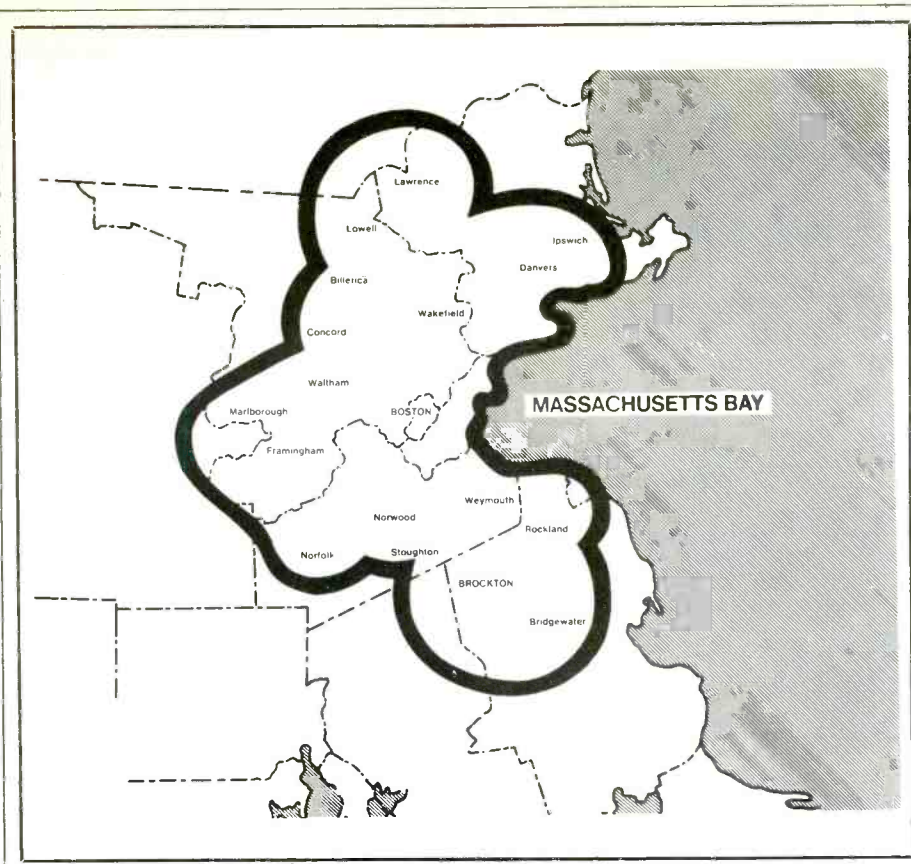 Lawrence
Lowell
Ipswich
Danvers
Billerica
Wakefield
Concord
Waltham
MASSACHUSETTS BAY
Marlborough
BOSTON
Framingham
Weymouth
Norwood
Rockland
Norfolk
Stoughton
BROCKTON
Bridgewater